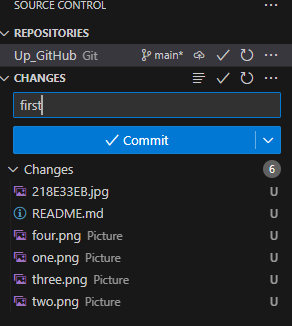 SOURCE CONTROL
REPOSITORIES
Up_GitHub Git main*
CHANGES
first
Commit
Changes 6
218E33EB.jpg U
README.md U
four.png Picture U
one.png Picture U
three.png Picture U
two.png Picture U